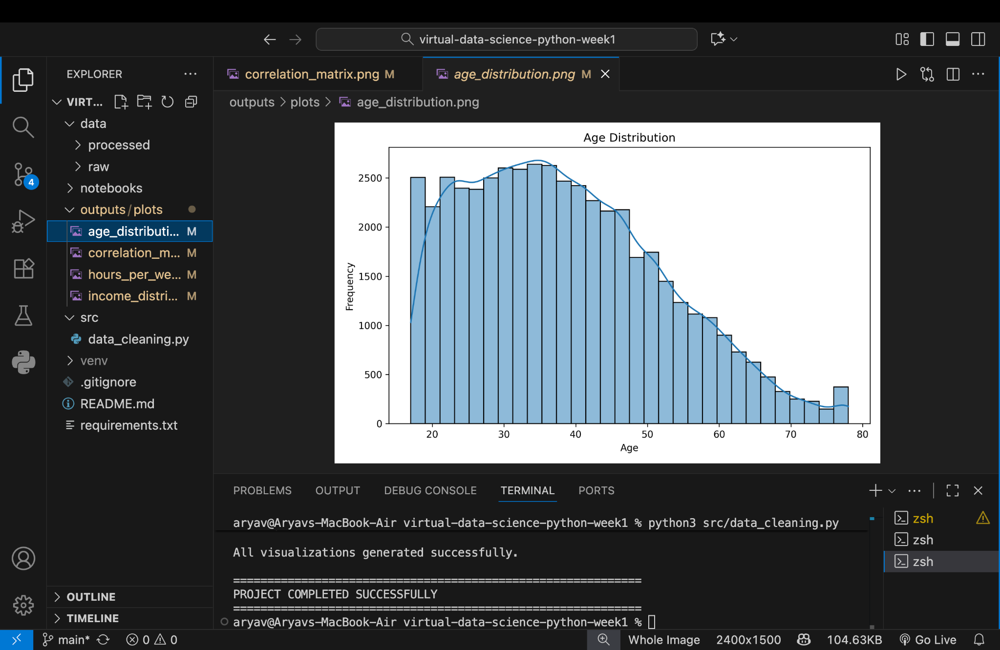 virtual-data-science-python-week1
EXPLORER
VIRT...
data
processed
raw
notebooks
outputs/plots
age_distributi... M
correlation_m... M
hours_per_we... M
income_distri... M
src
data_cleaning.py
venv
.gitignore
README.md
requirements.txt
OUTLINE
TIMELINE
4
correlation_matrix.png M
age_distribution.png M
outputs > plots > age_distribution.png
Age Distribution
Frequency
2500
2000
1500
1000
500
0
20 30 40 50 60 70 80
Age
PROBLEMS OUTPUT DEBUG CONSOLE TERMINAL PORTS
aryav@Aryavs-MacBook-Air virtual-data-science-python-week1 % python3 src/data_cleaning.py
All visualizations generated successfully.
============================================================
PROJECT COMPLETED SUCCESSFULLY
============================================================
aryav@Aryavs-MacBook-Air virtual-data-science-python-week1 %
zsh
zsh
zsh
main* 0 0 Whole Image 2400x1500 104.63KB Go Live